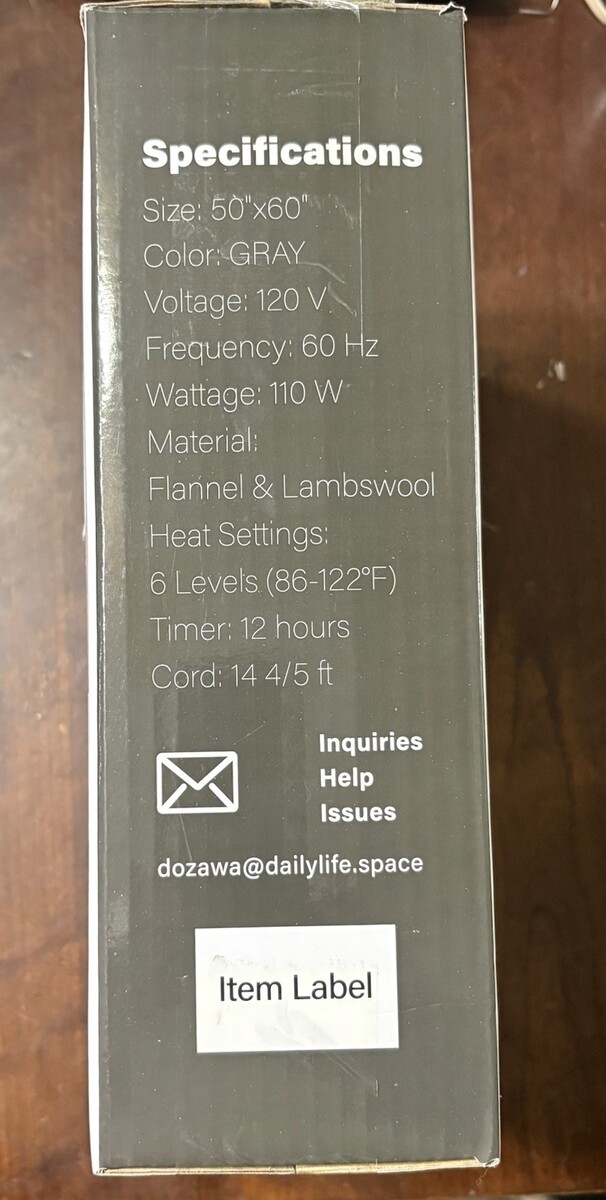 Specifications
Size: 50"x60"
Color: GRAY
Voltage: 120 V
Frequency: 60 Hz
Wattage: 110 W
Material:
Flannel & Lambswool
Heat Settings:
6 Levels (86-122°F)
Timer: 12 hours
Cord: 14 4/5 ft
Inquiries
Help
Issues
dozawa@dailylife.space
Item Label